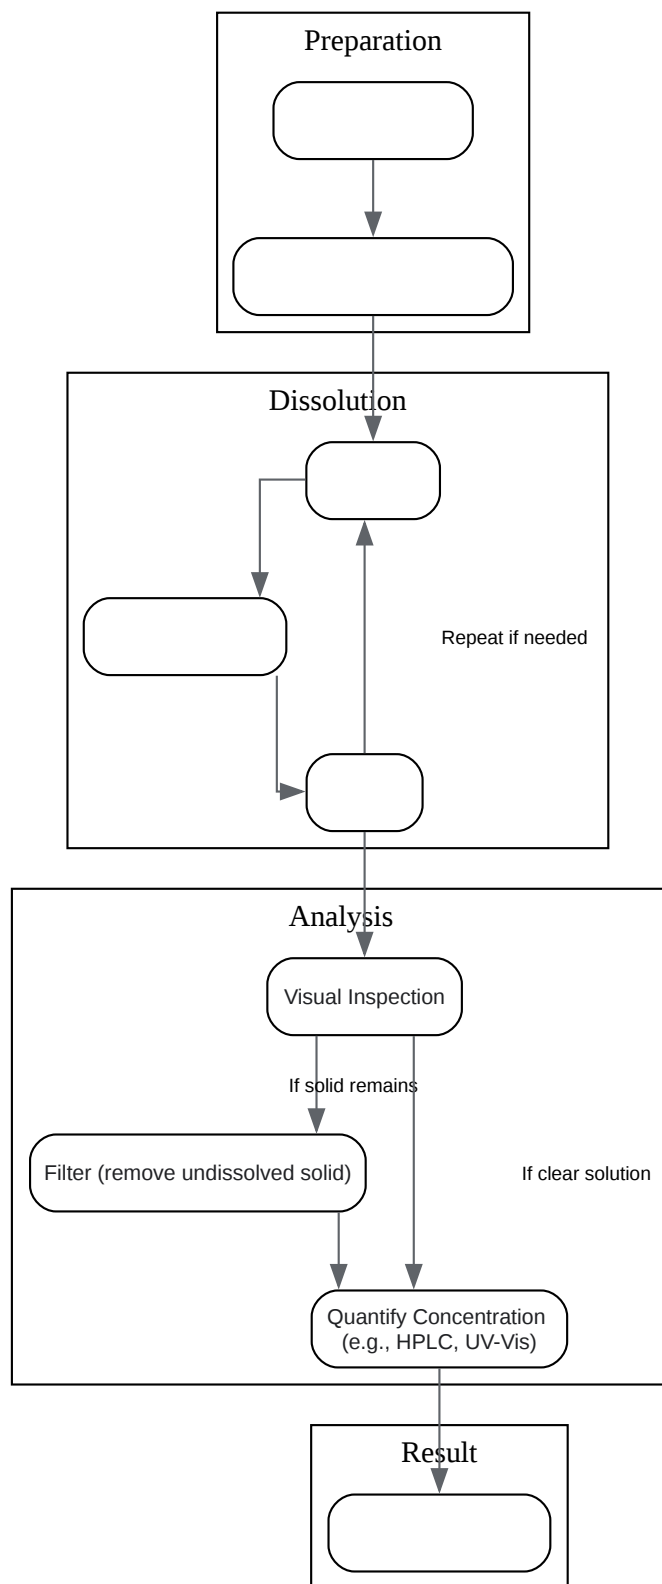 Preparation
Dissolution
Repeat if needed
Analysis
Visual Inspection
If solid remains
Filter (remove undissolved solid)
If clear solution
Quantify Concentration
(e.g., HPLC, UV-Vis)
Result